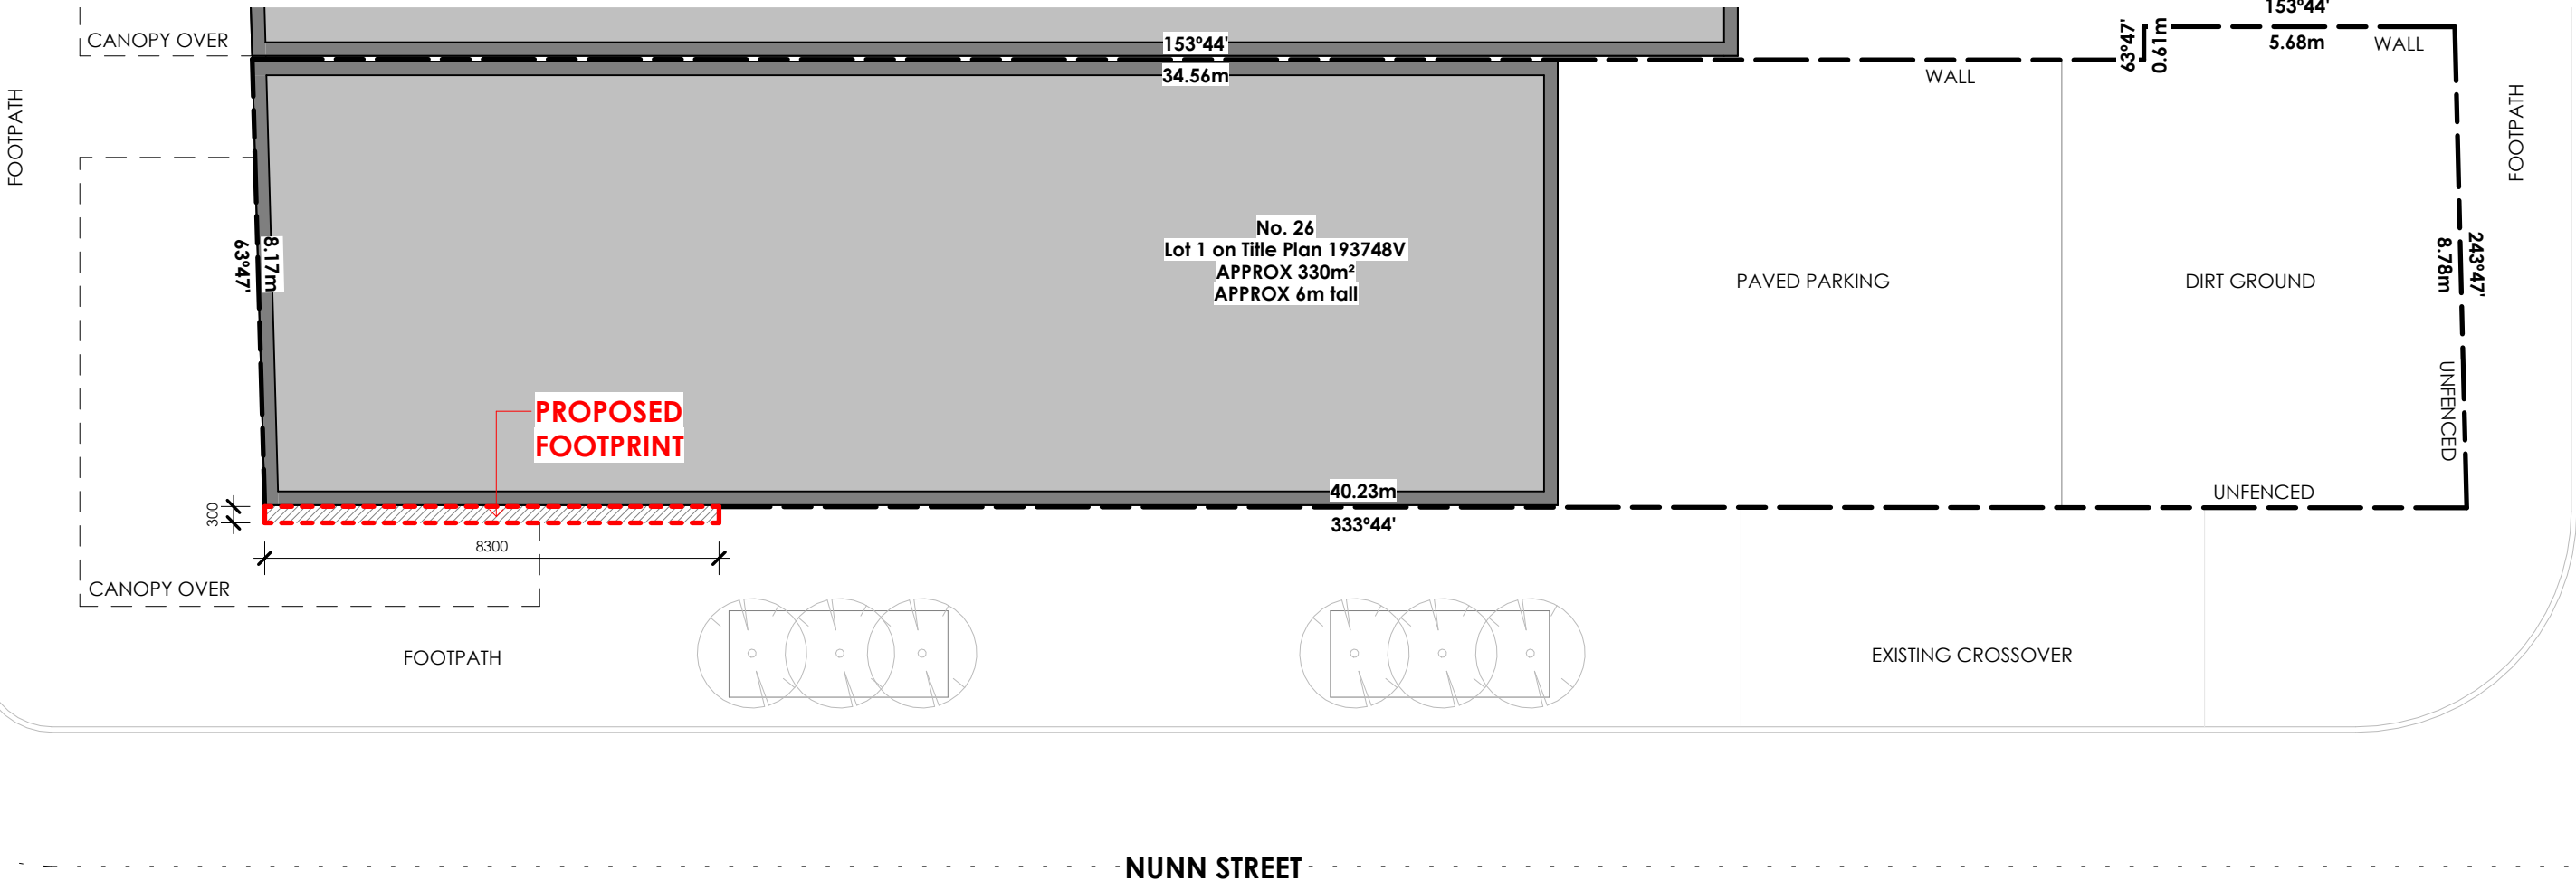 153°44'
CANOPY OVER
153°44'
34.56m
63°47'
0.61m
5.68m
WALL
WALL
FOOTPATH
FOOTPATH
No. 26
Lot 1 on Title Plan 193748V
APPROX 330m²
APPROX 6m tall
63°47'
8.17m
PAVED PARKING
DIRT GROUND
8.78m
243°47'
UNFENCED
PROPOSED
FOOTPRINT
40.23m
UNFENCED
300
333°44'
8300
CANOPY OVER
FOOTPATH
EXISTING CROSSOVER
NUNN STREET